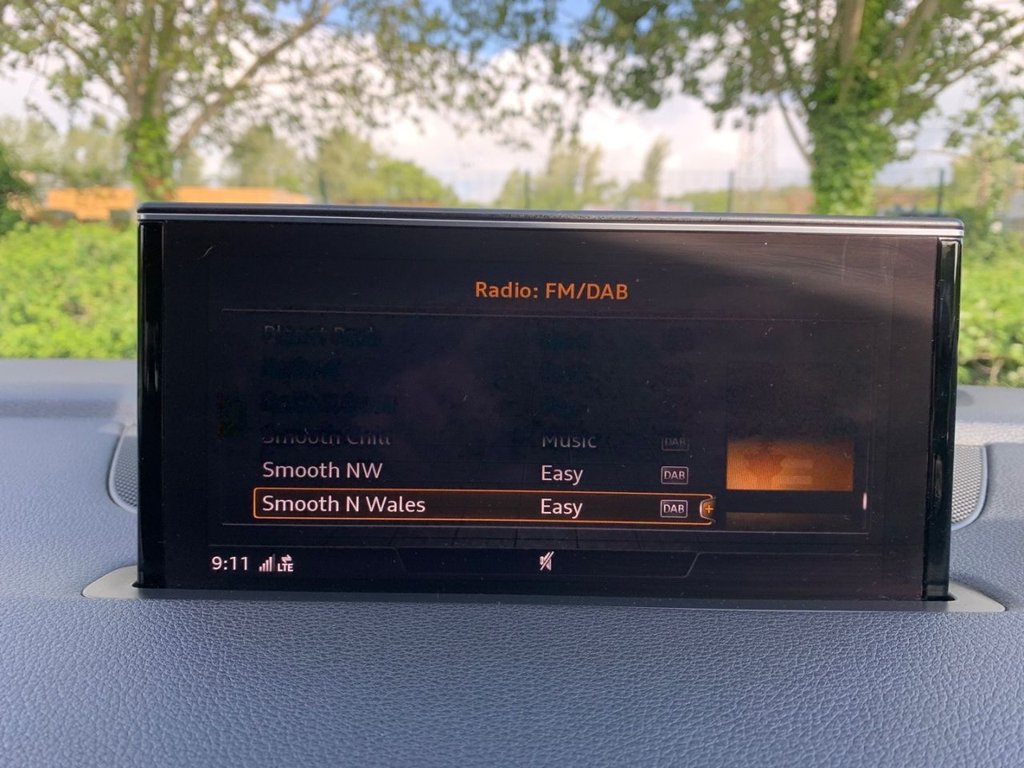 Radio: FM/DAB
Smooth Chill Music DAB
Smooth NW Easy DAB
Smooth N Wales Easy DAB
9:11 LTE